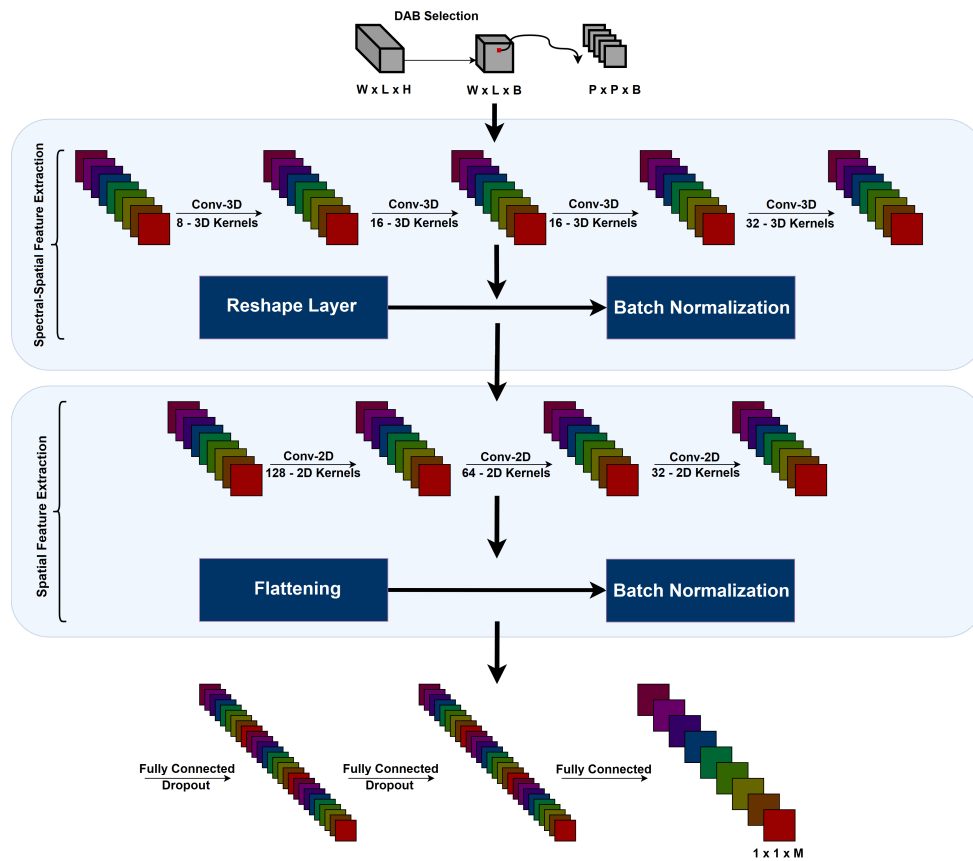 DAB Selection
W x L x H
W x L x B
P x P x B
Spectral-Spatial Feature Extraction
Conv-3D
8 - 3D Kernels
Conv-3D
16 - 3D Kernels
Conv-3D
16 - 3D Kernels
Conv-3D
32 - 3D Kernels
Reshape Layer
Batch Normalization
Spatial Feature Extraction
Conv-2D
128 - 2D Kernels
Conv-2D
64 - 2D Kernels
Conv-2D
32 - 2D Kernels
Flattening
Batch Normalization
Fully Connected
Dropout
Fully Connected
Dropout
Fully Connected
1 x 1 x M